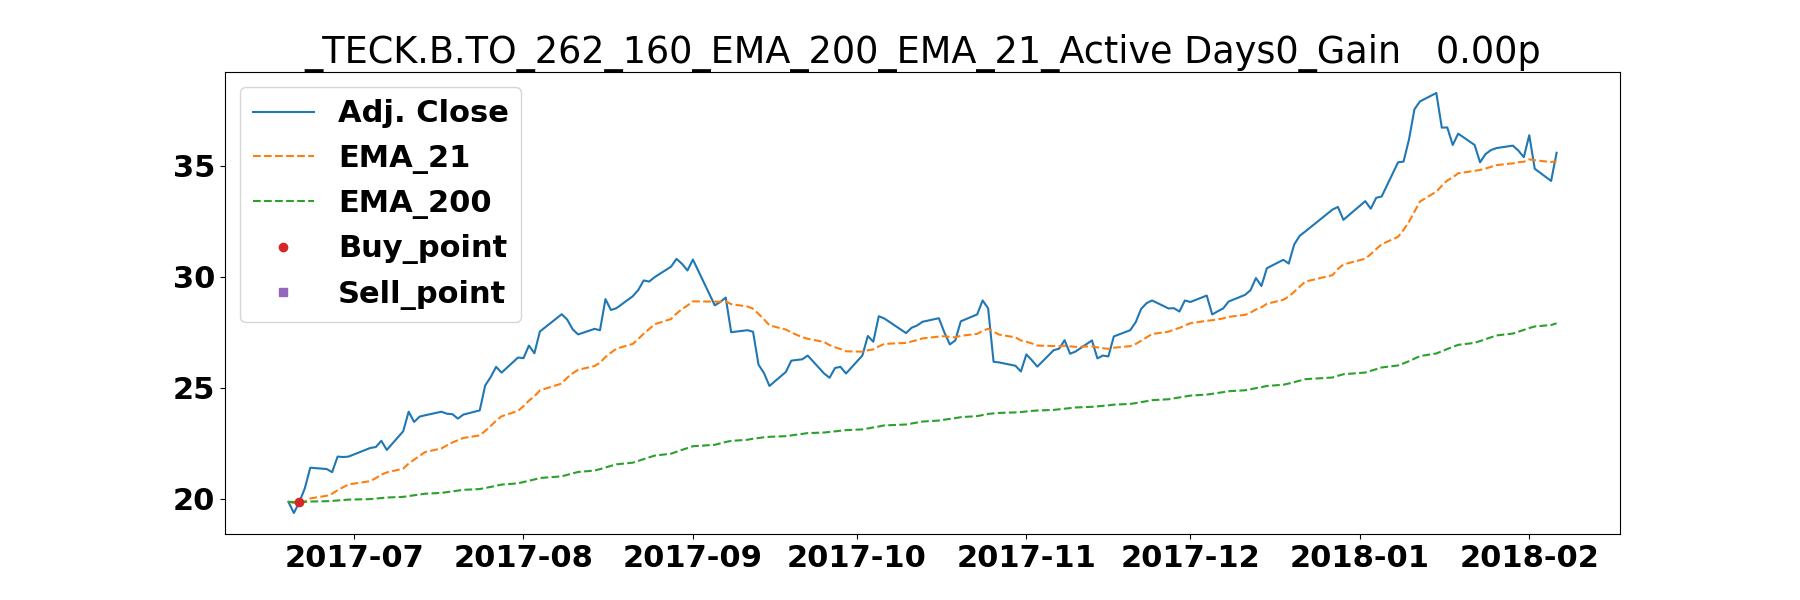 _TECK.B.TO_262_160_EMA_200_EMA_21_Active Days0_Gain   0.00p
Adj. Close
EMA_21
EMA_200
Buy_point
Sell_point
35
30
25
20
2017-07 2017-08 2017-09 2017-10 2017-11 2017-12 2018-01 2018-02